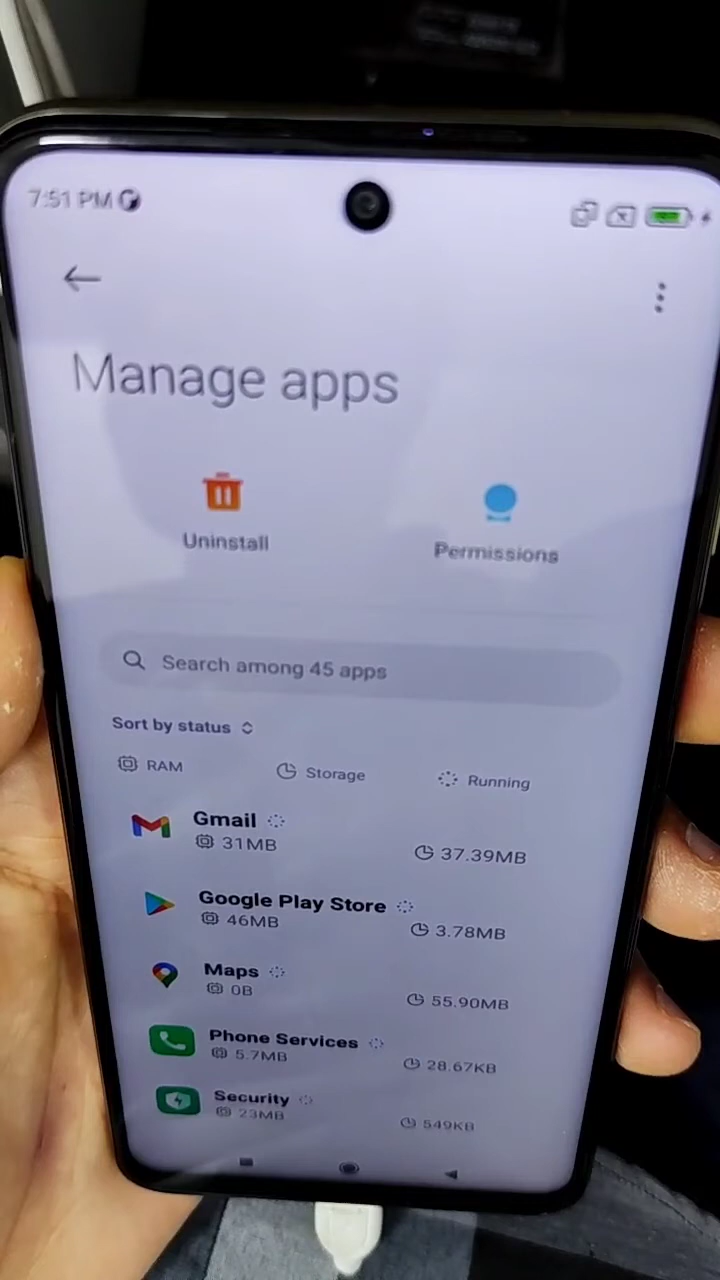 7:51 PM
Manage apps
Uninstall
Permissions
Search among 45 apps
Sort by status
RAM
Storage
Running
Gmail
31MB
37.39MB
Google Play Store
46MB
3.78MB
Maps
0B
55.90MB
Phone Services
5.7MB
28.67KB
Security
23MB
549KB